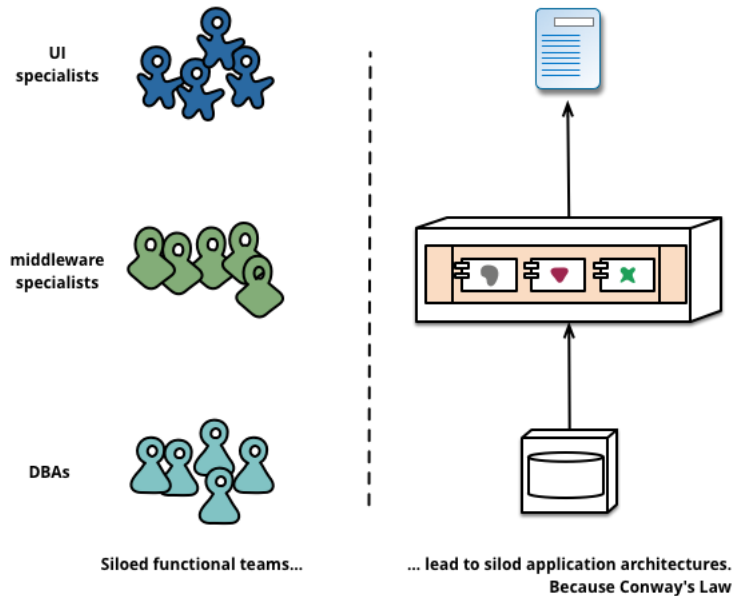 UI
specialists
middleware
specialists
DBAs
Siloed functional teams...
... lead to silod application architectures.
Because Conway's Law